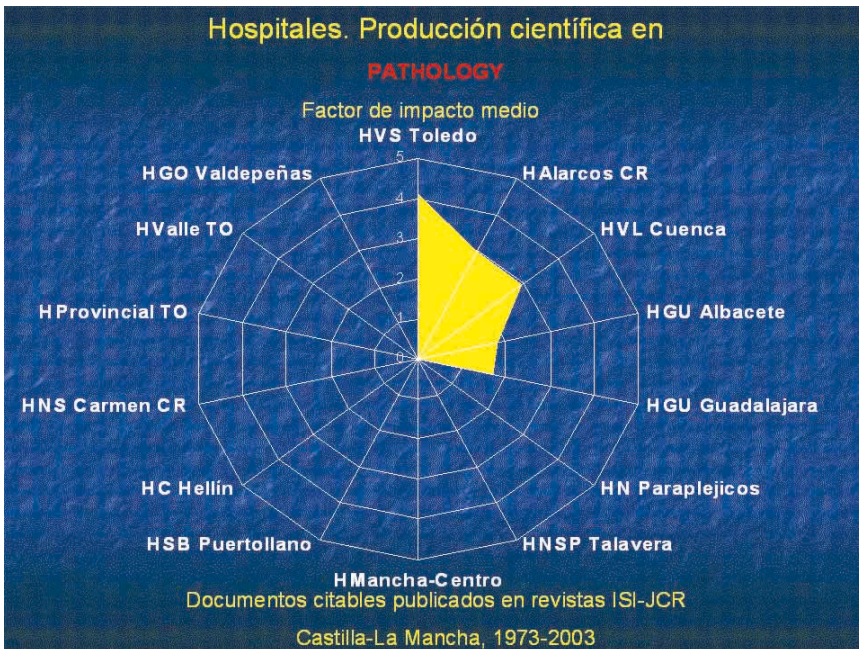 Hospitales. Producción científica en
PATHOLOGY
Factor de impacto medio
HVS Toledo
HGO Valdepeñas
HAlarcos CR
HValle TO
HVL Cuenca
HProvincial TO
HGU Albacete
HNS Carmen CR
HGU Guadalajara
HC Hellín
HN Paraplejicos
HSB Puertollano
HNSP Talavera
HMancha-Centro
5
4
3
2
1
0
Documentos citables publicados en revistas ISI-JCR
Castilla-La Mancha, 1973-2003